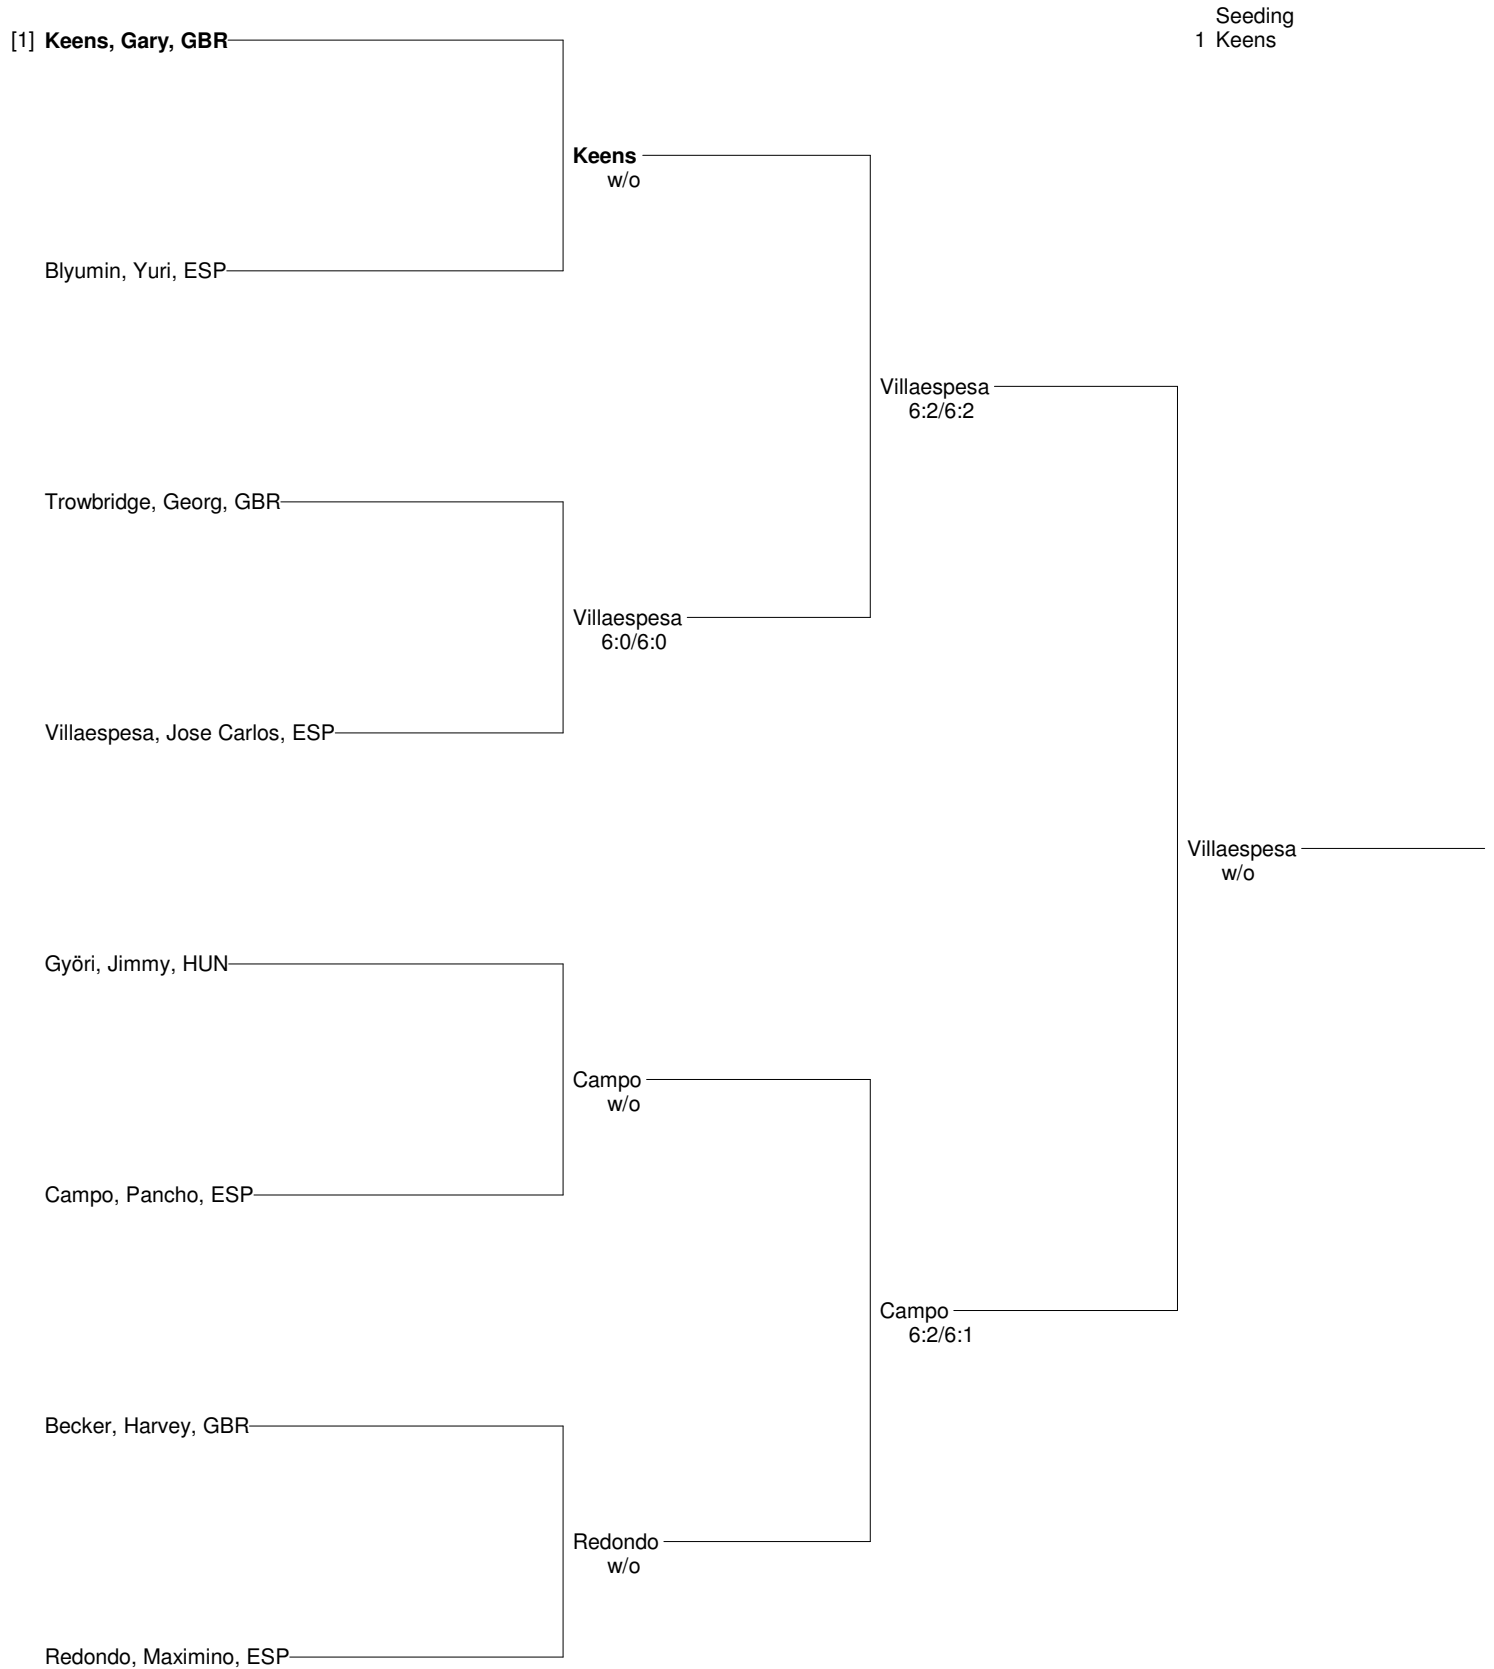 Seeding
[1] Keens, Gary, GBR
1 Keens
Keens
w/o
Blyumin, Yuri, ESP
Villaespesa
6:2/6:2
Trowbridge, Georg, GBR
Villaespesa
6:0/6:0
Villaespesa, Jose Carlos, ESP
Villaespesa
w/o
Györi, Jimmy, HUN
Campo
w/o
Campo, Pancho, ESP
Campo
6:2/6:1
Becker, Harvey, GBR
Redondo
w/o
Redondo, Maximino, ESP